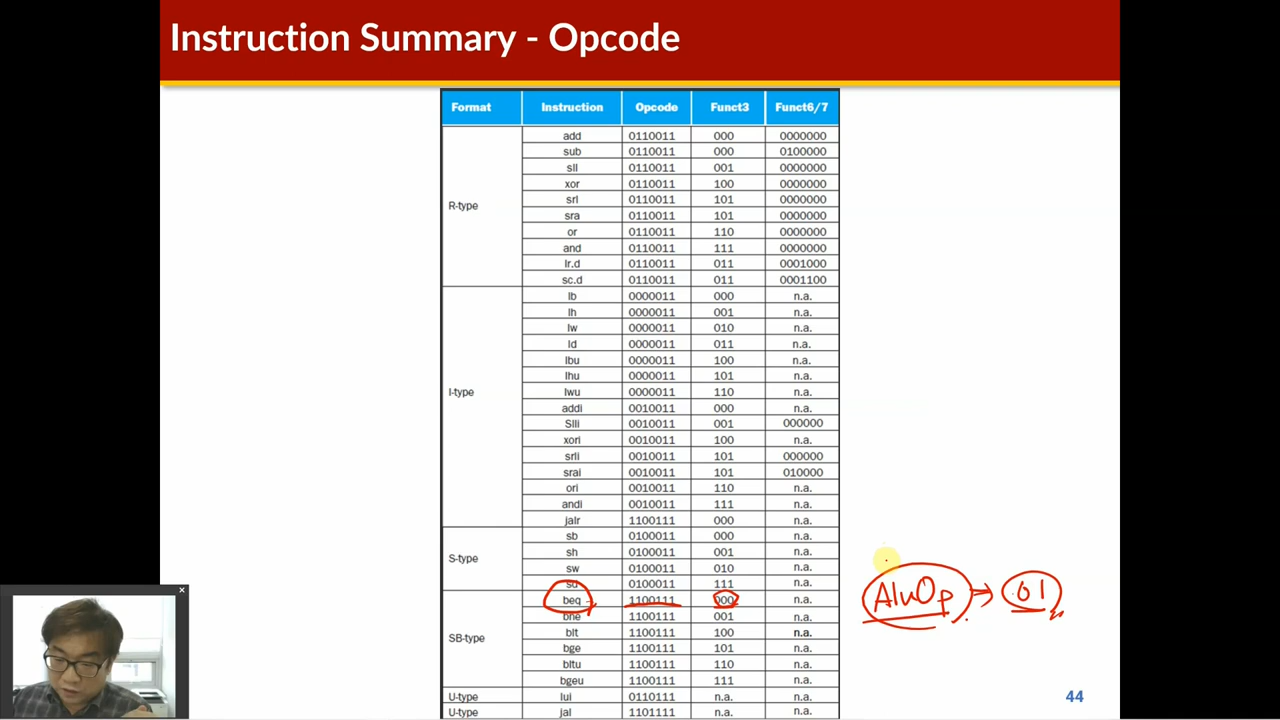 Instruction Summary - Opcode
Format Instruction Opcode Funct3 Funct6/7
R-type
add 0110011 000 0000000
sub 0110011 000 0100000
sll 0110011 001 0000000
xor 0110011 100 0000000
srl 0110011 101 0000000
sra 0110011 101 0000000
or 0110011 110 0000000
and 0110011 111 0000000
lr.d 0110011 011 0001000
sc.d 0110011 011 0001100
I-type
lb 0000011 000 n.a.
lh 0000011 001 n.a.
lw 0000011 010 n.a.
ld 0000011 011 n.a.
lbu 0000011 100 n.a.
lhu 0000011 101 n.a.
lwu 0000011 110 n.a.
addi 0010011 000 n.a.
Slli 0010011 001 000000
xori 0010011 100 n.a.
srli 0010011 101 000000
srai 0010011 101 010000
ori 0010011 110 n.a.
andi 0010011 111 n.a.
jalr 1100111 000 n.a.
S-type
sb 0100011 000 n.a.
sh 0100011 001 n.a.
sw 0100011 010 n.a.
sd 0100011 111 n.a.
SB-type
beq 1100111 000 n.a.
bne 1100111 001 n.a.
blt 1100111 100 n.a.
bge 1100111 101 n.a.
bltu 1100111 110 n.a.
bgeu 1100111 111 n.a.
U-type lui 0110111 n.a. n.a.
U-type jal 1101111 n.a. n.a.
AluOp → 01
44